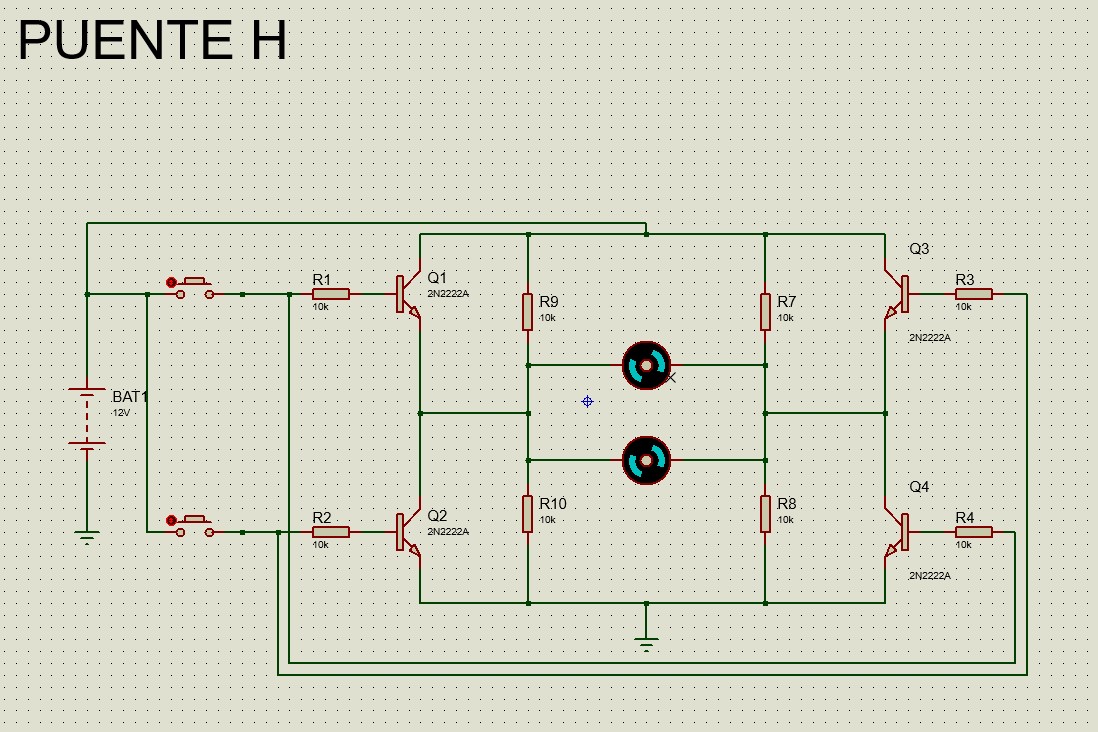 PUENTE H
Q3
R1
10k
Q1
2N2222A
R9
10k
R7
10k
R3
10k
2N2222A
BAT1
12V
R2
10k
Q2
2N2222A
R10
10k
R8
10k
Q4
R4
10k
2N2222A